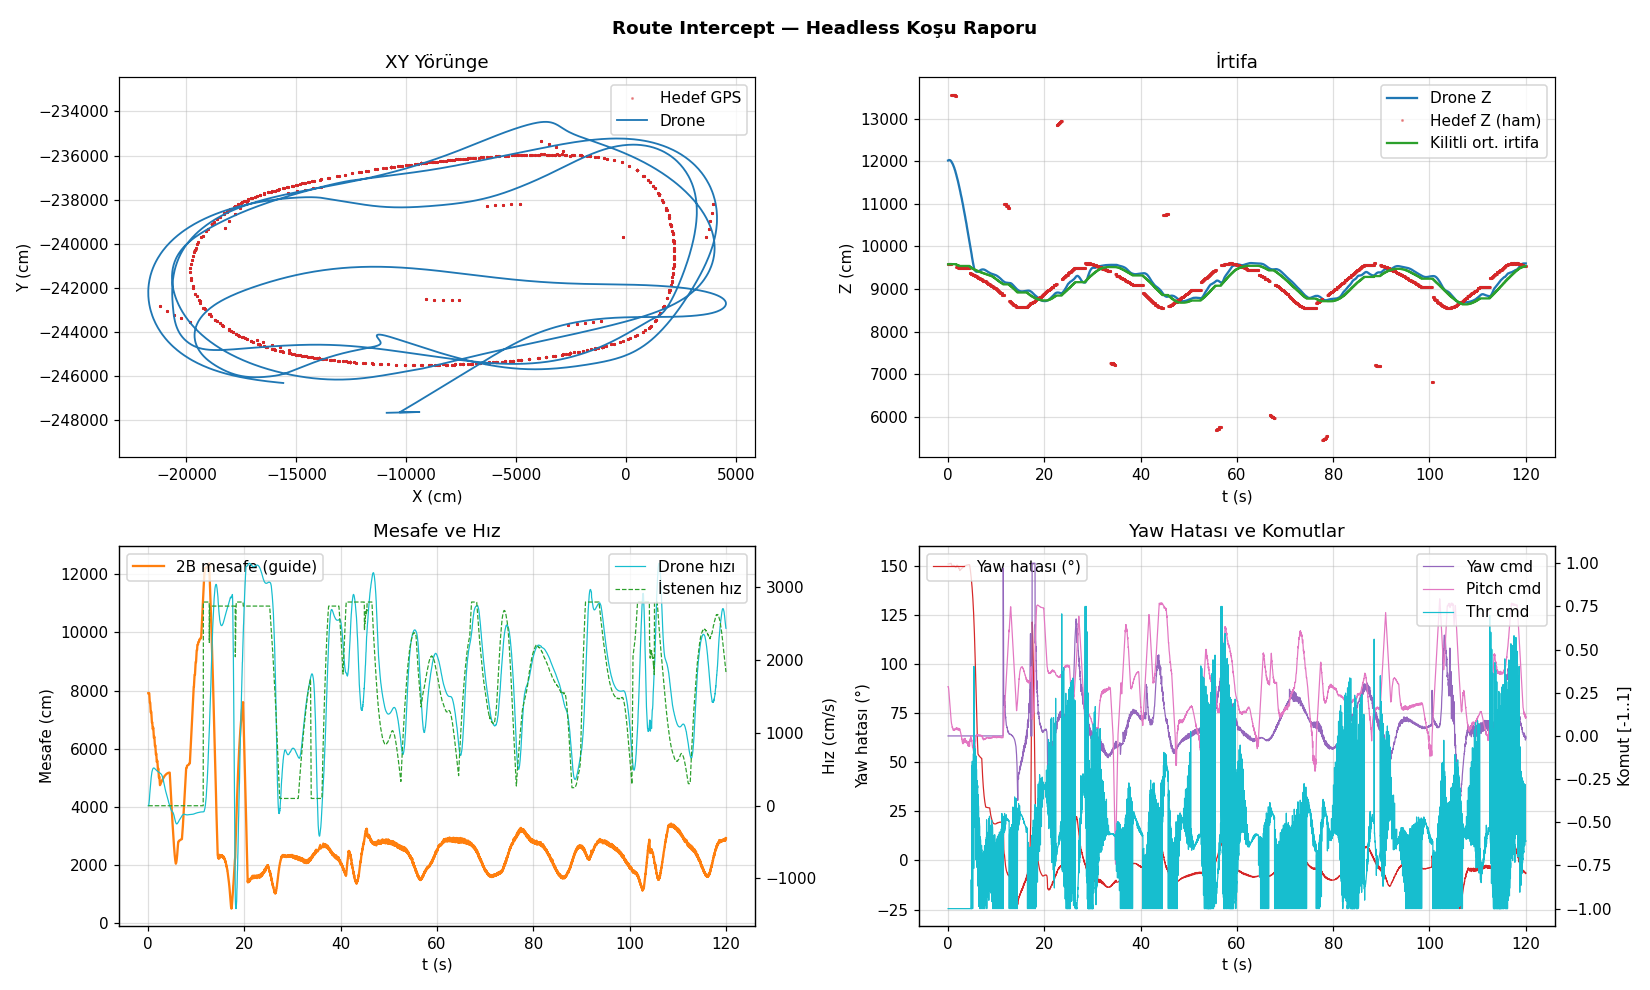 Route Intercept — Headless Koşu Raporu
XY Yörünge
Hedef GPS
Drone
−234000
−236000
−238000
−240000
−242000
−244000
−246000
−248000
Y (cm)
−20000
−15000
−10000
−5000
0
5000
X (cm)
İrtifa
Drone Z
Hedef Z (ham)
Kilitli ort. irtifa
13000
12000
11000
10000
9000
8000
7000
6000
Z (cm)
0
20
40
60
80
100
120
t (s)
Mesafe ve Hız
2B mesafe (guide)
Drone hızı
İstenen hız
12000
10000
8000
6000
4000
2000
0
Mesafe (cm)
3000
2000
1000
0
−1000
Hız (cm/s)
0
20
40
60
80
100
120
t (s)
Yaw Hatası ve Komutlar
Yaw hatası (°)
Yaw cmd
Pitch cmd
Thr cmd
150
125
100
75
50
25
0
−25
Yaw hatası (°)
1.00
0.75
0.50
0.25
0.00
−0.25
−0.50
−0.75
−1.00
Komut [-1..1]
0
20
40
60
80
100
120
t (s)